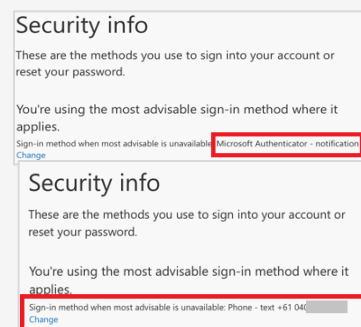 Security info
These are the methods you use to sign into your account or
reset your password.
You're using the most advisable sign-in method where it
applies.
Sign-in method when most advisable is unavailable: Microsoft Authenticator - notification
Change
Security info
These are the methods you use to sign into your account or
reset your password.
You're using the most advisable sign-in method where it
applies.
Sign-in method when most advisable is unavailable: Phone - text +61 040
Change